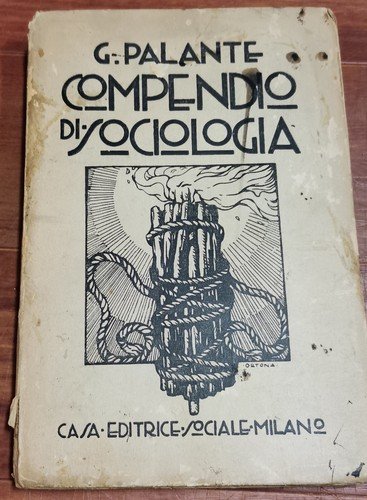 G. PALANTE
COMPENDIO
DI·SOCIOLOGIA
ORTONA
CASA·EDITRICE·SOCIALE·MILANO